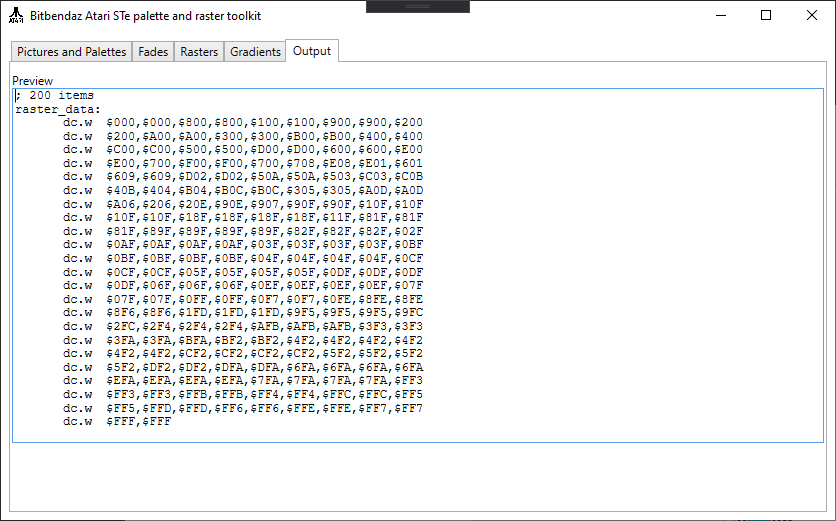 ATARI
Bitbendaz Atari STe palette and raster toolkit
Pictures and Palettes Fades Rasters Gradients Output
Preview
; 200 items
raster_data:
dc.w $000,$000,$800,$800,$100,$100,$900,$900,$200
dc.w $200,$A00,$A00,$300,$300,$B00,$B00,$400,$400
dc.w $C00,$C00,$500,$500,$D00,$D00,$600,$600,$E00
dc.w $E00,$700,$F00,$F00,$700,$708,$E08,$E01,$601
dc.w $609,$609,$D02,$D02,$50A,$50A,$503,$C03,$C0B
dc.w $40B,$404,$B04,$B0C,$B0C,$305,$305,$A0D,$A0D
dc.w $A06,$206,$20E,$90E,$907,$90F,$90F,$10F,$10F
dc.w $10F,$10F,$18F,$18F,$18F,$18F,$11F,$81F,$81F
dc.w $81F,$89F,$89F,$89F,$89F,$82F,$82F,$82F,$02F
dc.w $0AF,$0AF,$0AF,$0AF,$03F,$03F,$03F,$03F,$0BF
dc.w $0BF,$0BF,$0BF,$0BF,$04F,$04F,$04F,$04F,$0CF
dc.w $0CF,$0CF,$05F,$05F,$05F,$05F,$0DF,$0DF,$0DF
dc.w $0DF,$06F,$06F,$06F,$0EF,$0EF,$0EF,$0EF,$07F
dc.w $07F,$07F,$0FF,$0FF,$0F7,$0F7,$0FE,$8FE,$8FE
dc.w $8F6,$8F6,$1FD,$1FD,$1FD,$9F5,$9F5,$9F5,$9FC
dc.w $2FC,$2F4,$2F4,$2F4,$AFB,$AFB,$AFB,$3F3,$3F3
dc.w $3FA,$3FA,$BFA,$BF2,$BF2,$4F2,$4F2,$4F2,$4F2
dc.w $4F2,$4F2,$CF2,$CF2,$CF2,$CF2,$5F2,$5F2,$5F2
dc.w $5F2,$DF2,$DF2,$DFA,$DFA,$6FA,$6FA,$6FA,$6FA
dc.w $EFA,$EFA,$EFA,$EFA,$7FA,$7FA,$7FA,$7FA,$FF3
dc.w $FF3,$FF3,$FFB,$FFB,$FF4,$FF4,$FFC,$FFC,$FF5
dc.w $FF5,$FFD,$FFD,$FF6,$FF6,$FFE,$FFE,$FF7,$FF7
dc.w $FFF,$FFF